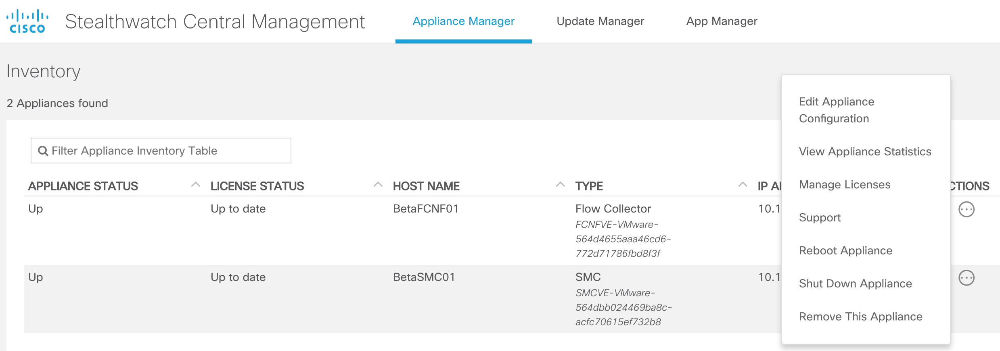 CISCO
Stealthwatch Central Management
Appliance Manager
Update Manager
App Manager
Inventory
2 Appliances found
Filter Appliance Inventory Table
APPLIANCE STATUS
LICENSE STATUS
HOST NAME
TYPE
IP
Up
Up to date
BetaFCNF01
Flow Collector
10.1
FCNFVE-VMware-
564d4655aaa46cd6-
772d71786fbd8f3f
Up
Up to date
BetaSMC01
SMC
10.1
SMCVE-VMware-
564dbb024469ba8c-
acfc70615ef732b8
Edit Appliance
Configuration
View Appliance Statistics
Manage Licenses
Support
Reboot Appliance
Shut Down Appliance
Remove This Appliance
CTIONS